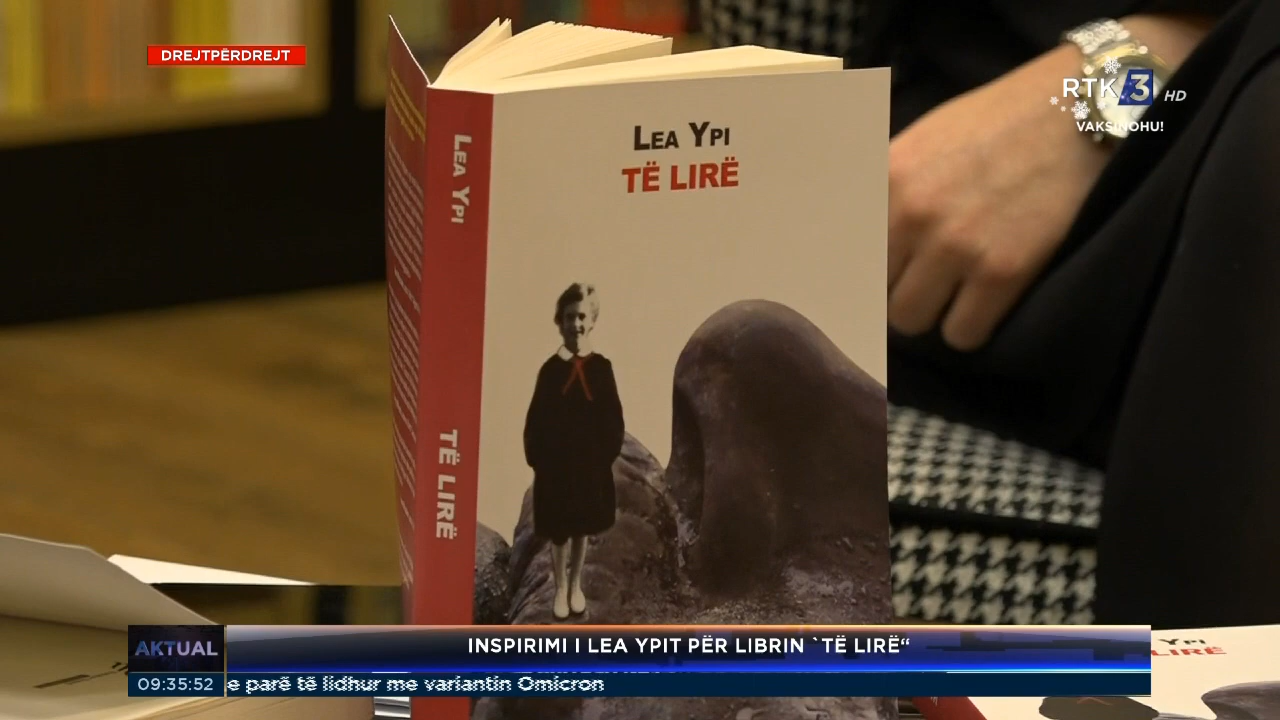 DREJTPËRDREJT
RTK3 HD
VAKSINOHU!
LEA YPI
TË LIRË
LEA YPI
TË LIRË
AKTUAL
INSPIRIMI I LEA YPIT PËR LIBRIN `TË LIRË“
09:35:52
e parë të lidhur me variantin Omicron
YPI
LIRË